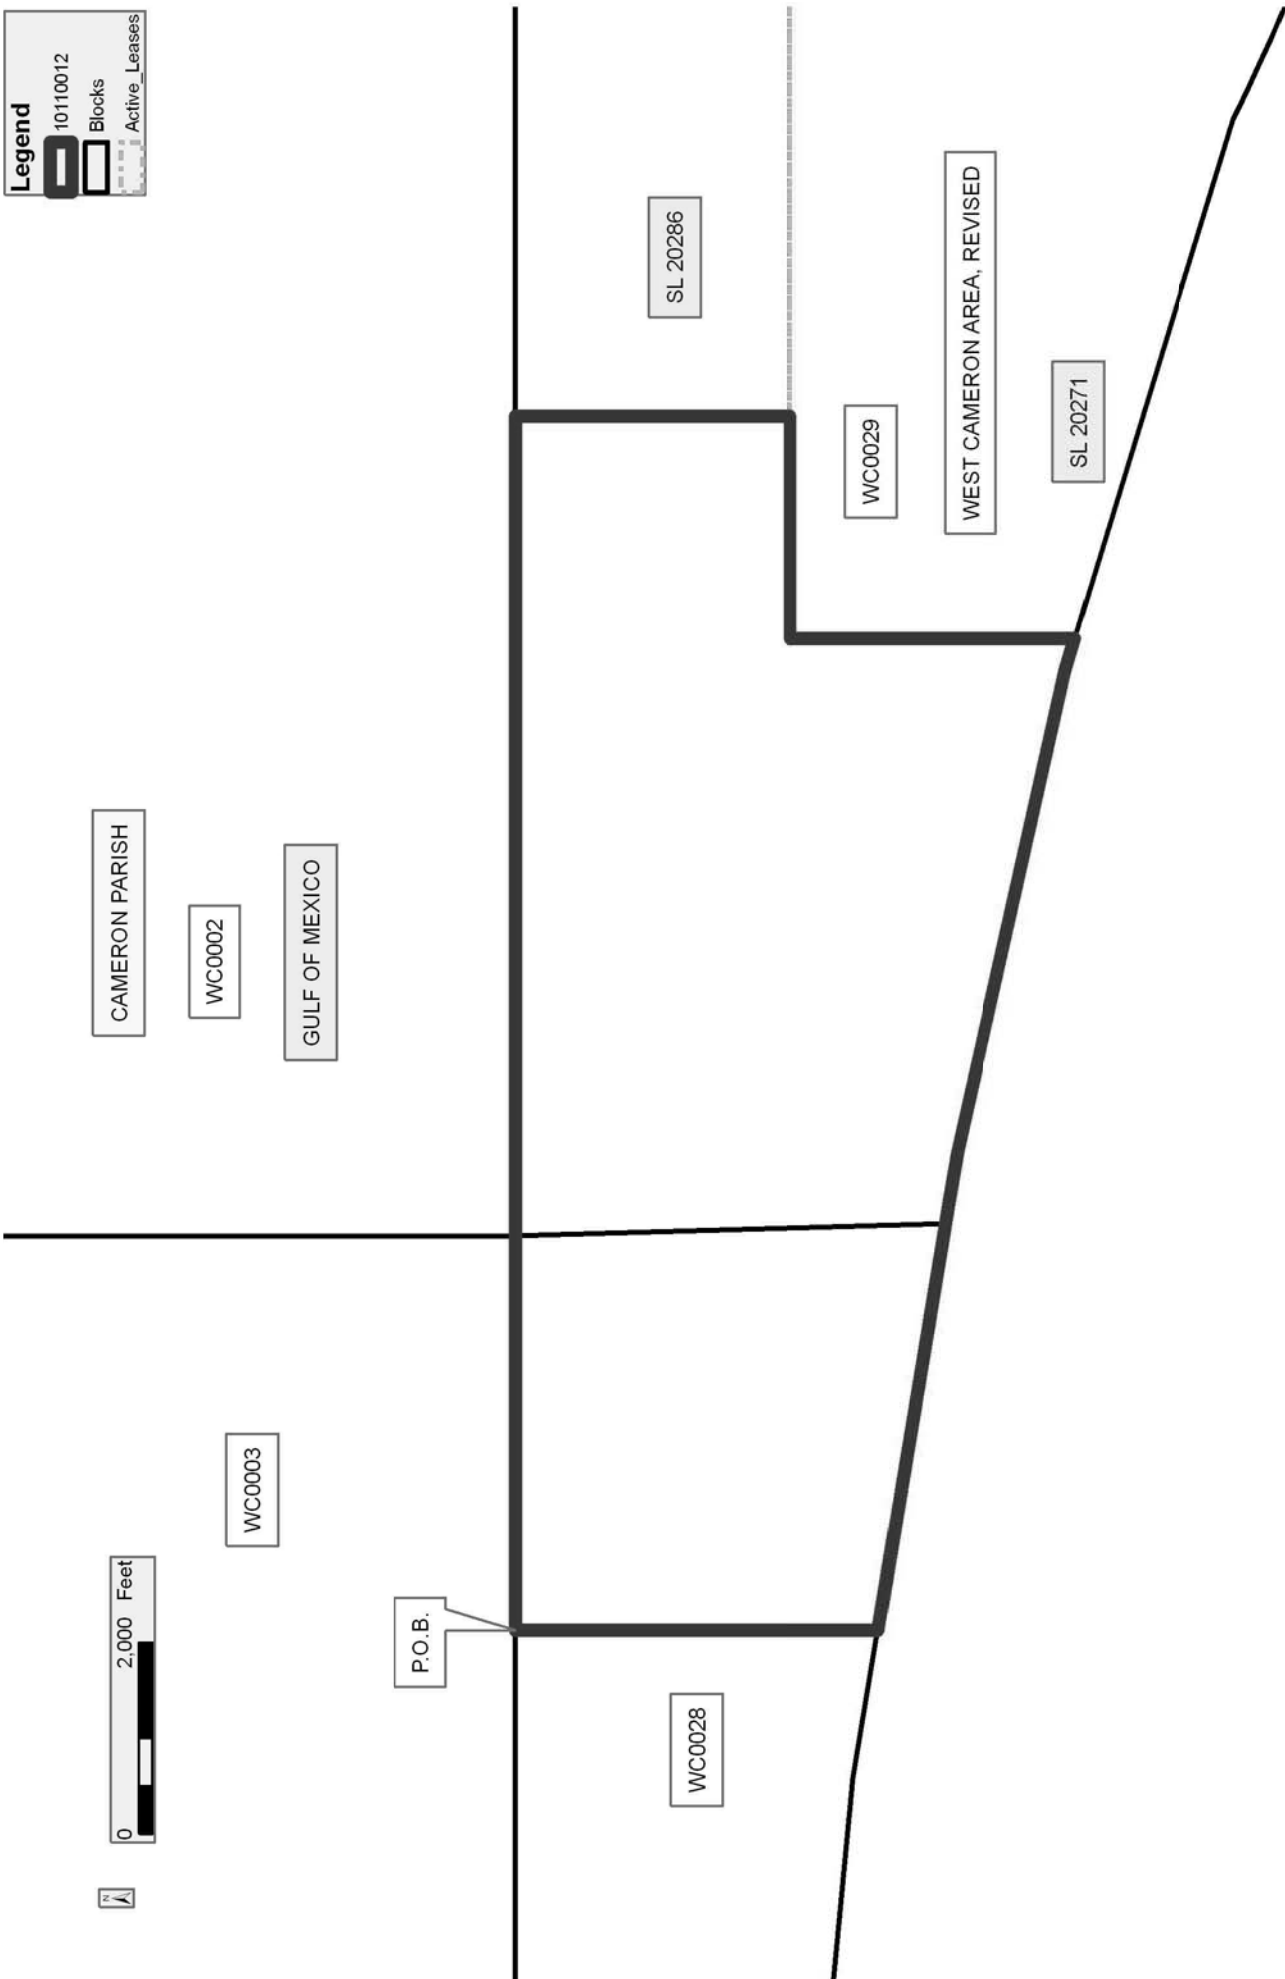 Legend
10110012
Blocks
Active_Leases
CAMERON PARISH
WC0002
GULF OF MEXICO
0 2,000 Feet
N
WC0003
P.O.B.
SL 20286
WC0029
WEST CAMERON AREA, REVISED
SL 20271
WC0028